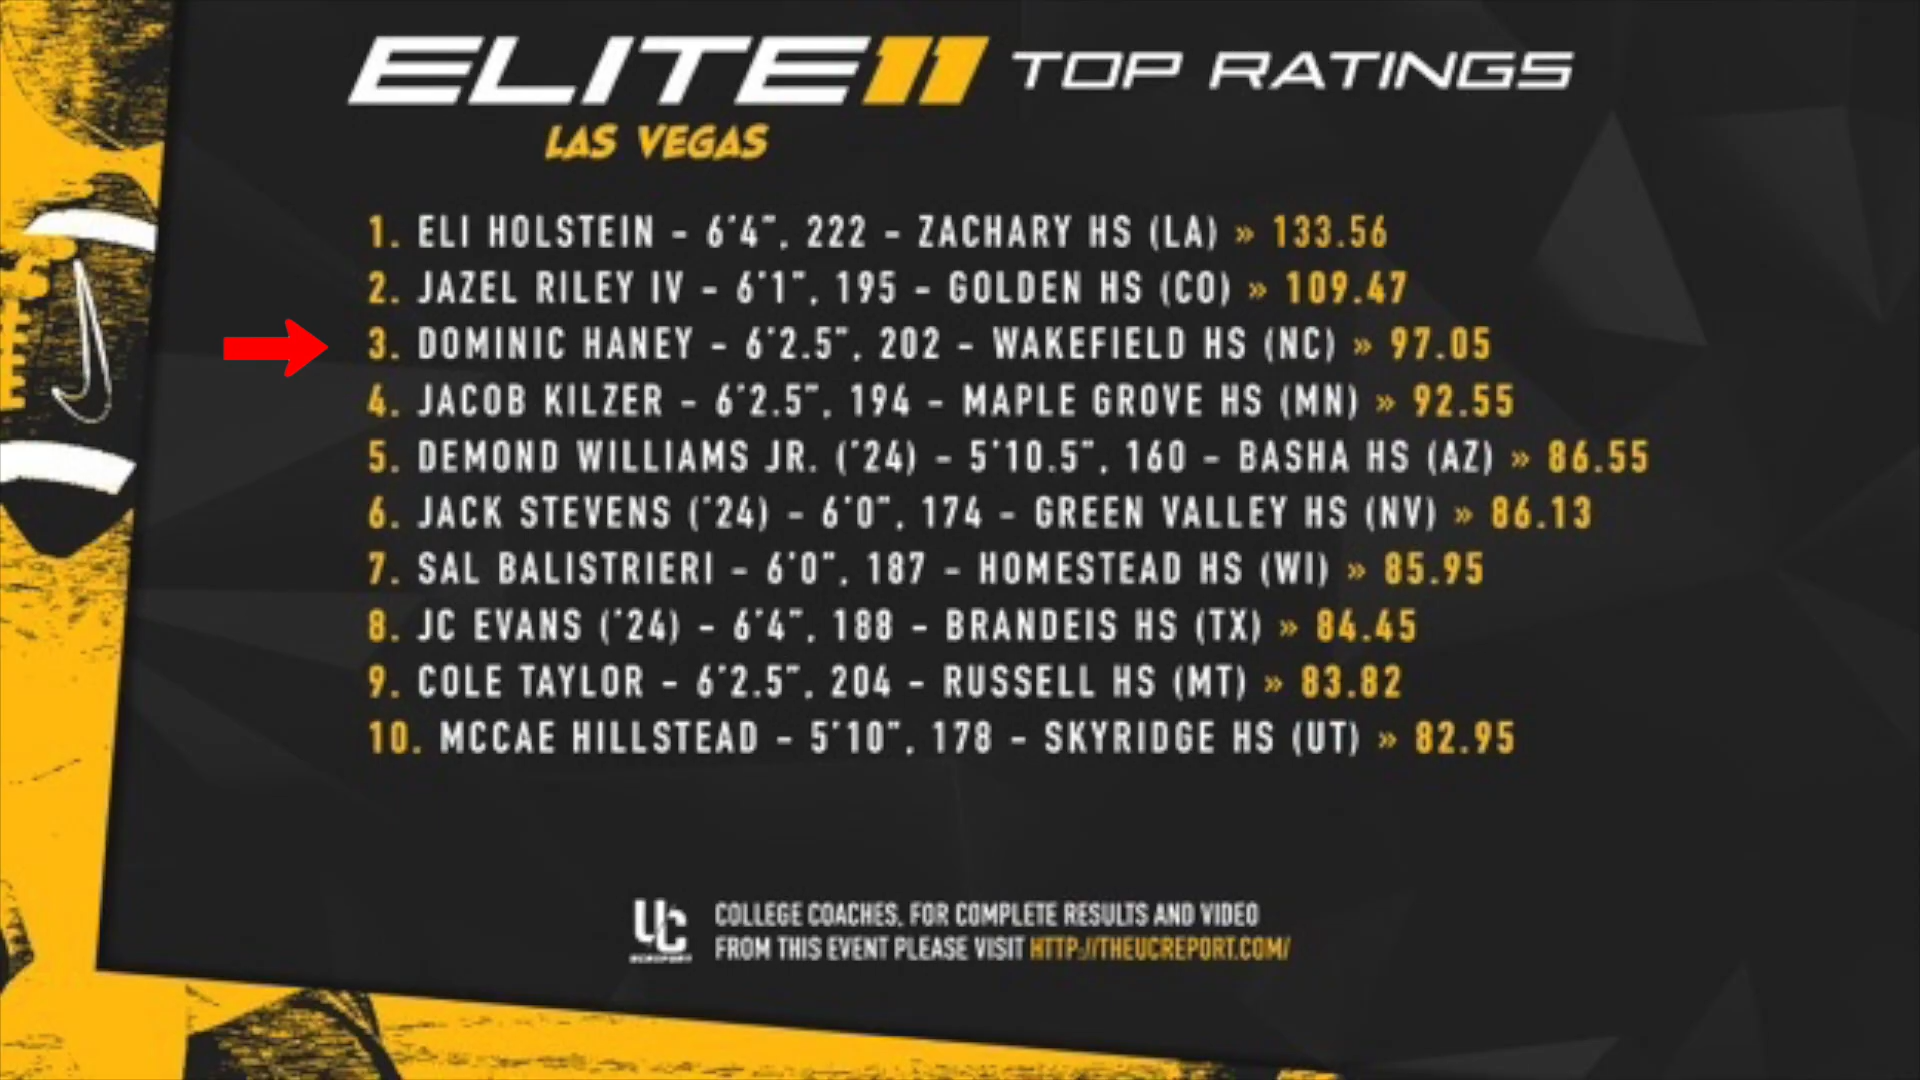 ELITE11 TOP RATINGS
LAS VEGAS
1. ELI HOLSTEIN - 6'4", 222 - ZACHARY HS (LA) » 133.56
2. JAZEL RILEY IV - 6'1", 195 - GOLDEN HS (CO) » 109.47
3. DOMINIC HANEY - 6'2.5", 202 - WAKEFIELD HS (NC) » 97.05
4. JACOB KILZER - 6'2.5", 194 - MAPLE GROVE HS (MN) » 92.55
5. DEMOND WILLIAMS JR. ('24) - 5'10.5", 160 - BASHA HS (AZ) » 86.55
6. JACK STEVENS ('24) - 6'0", 174 - GREEN VALLEY HS (NV) » 86.13
7. SAL BALISTRIERI - 6'0", 187 - HOMESTEAD HS (WI) » 85.95
8. JC EVANS ('24) - 6'4", 188 - BRANDEIS HS (TX) » 84.45
9. COLE TAYLOR - 6'2.5", 204 - RUSSELL HS (MT) » 83.82
10. MCCAE HILLSTEAD - 5'10", 178 - SKYRIDGE HS (UT) » 82.95
UC
UCREPORT
COLLEGE COACHES, FOR COMPLETE RESULTS AND VIDEO
FROM THIS EVENT PLEASE VISIT HTTP://THEUCREPORT.COM/